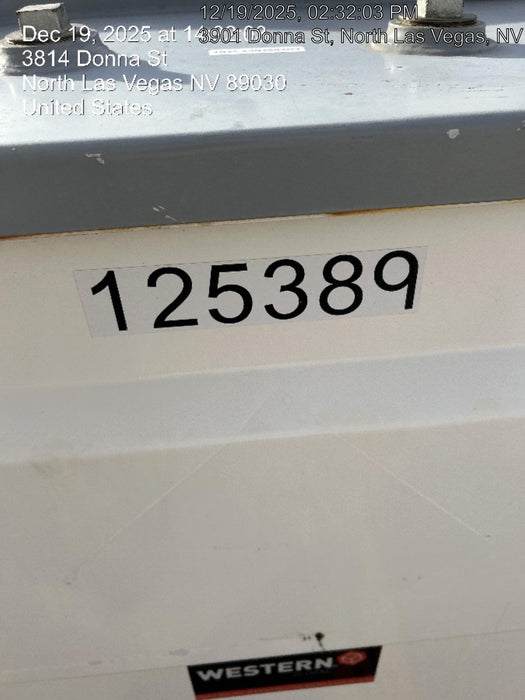 12/19/2025, 02:32:03 PM
3901 Donna St, North Las Vegas, NV
Dec 19, 2025 at 14
3814 Donna St
North Las Vegas NV 89030
United States
125389
WESTERN